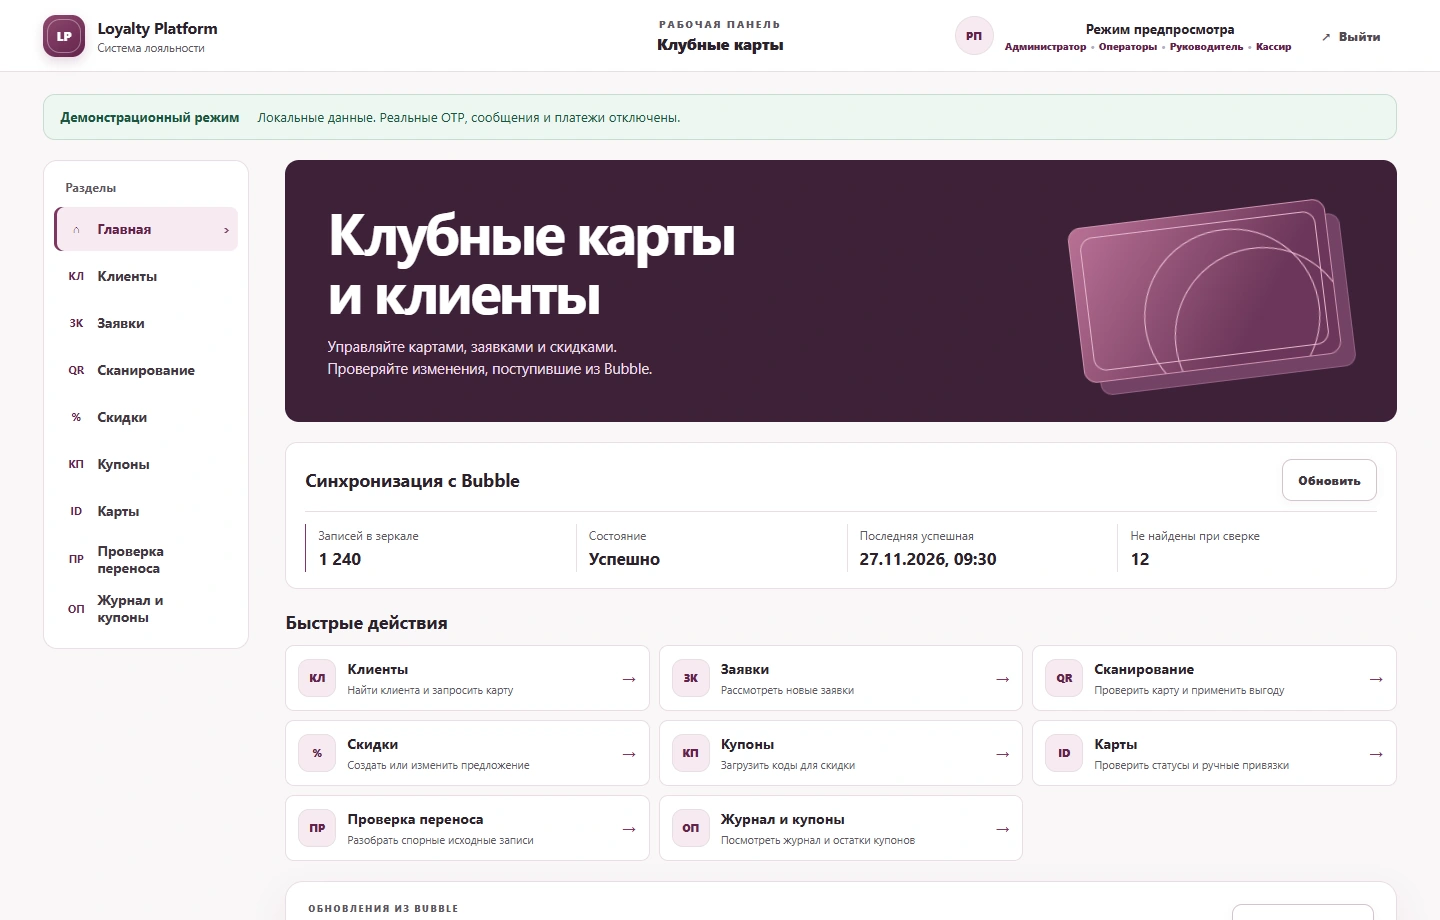 LP
Loyalty Platform
Система лояльности
РАБОЧАЯ ПАНЕЛЬ
Клубные карты
РП
Режим предпросмотра
Администратор • Операторы • Руководитель • Кассир
↗ Выйти
Демонстрационный режим Локальные данные. Реальные OTP, сообщения и платежи отключены.
Разделы
Главная ›
КЛ Клиенты
ЗК Заявки
QR Сканирование
% Скидки
КП Купоны
ID Карты
ПР Проверка
переноса
ОП Журнал и
купоны
Клубные карты
и клиенты
Управляйте картами, заявками и скидками.
Проверяйте изменения, поступившие из Bubble.
Синхронизация с Bubble
Обновить
Записей в зеркале
1 240
Состояние
Успешно
Последняя успешная
27.11.2026, 09:30
Не найдены при сверке
12
Быстрые действия
КЛ Клиенты →
Найти клиента и запросить карту
ЗК Заявки →
Рассмотреть новые заявки
QR Сканирование →
Проверить карту и применить выгоду
% Скидки →
Создать или изменить предложение
КП Купоны →
Загрузить коды для скидки
ID Карты →
Проверить статусы и ручные привязки
ПР Проверка переноса →
Разобрать спорные исходные записи
ОП Журнал и купоны →
Посмотреть журнал и остатки купонов
ОБНОВЛЕНИЯ ИЗ BUBBLE